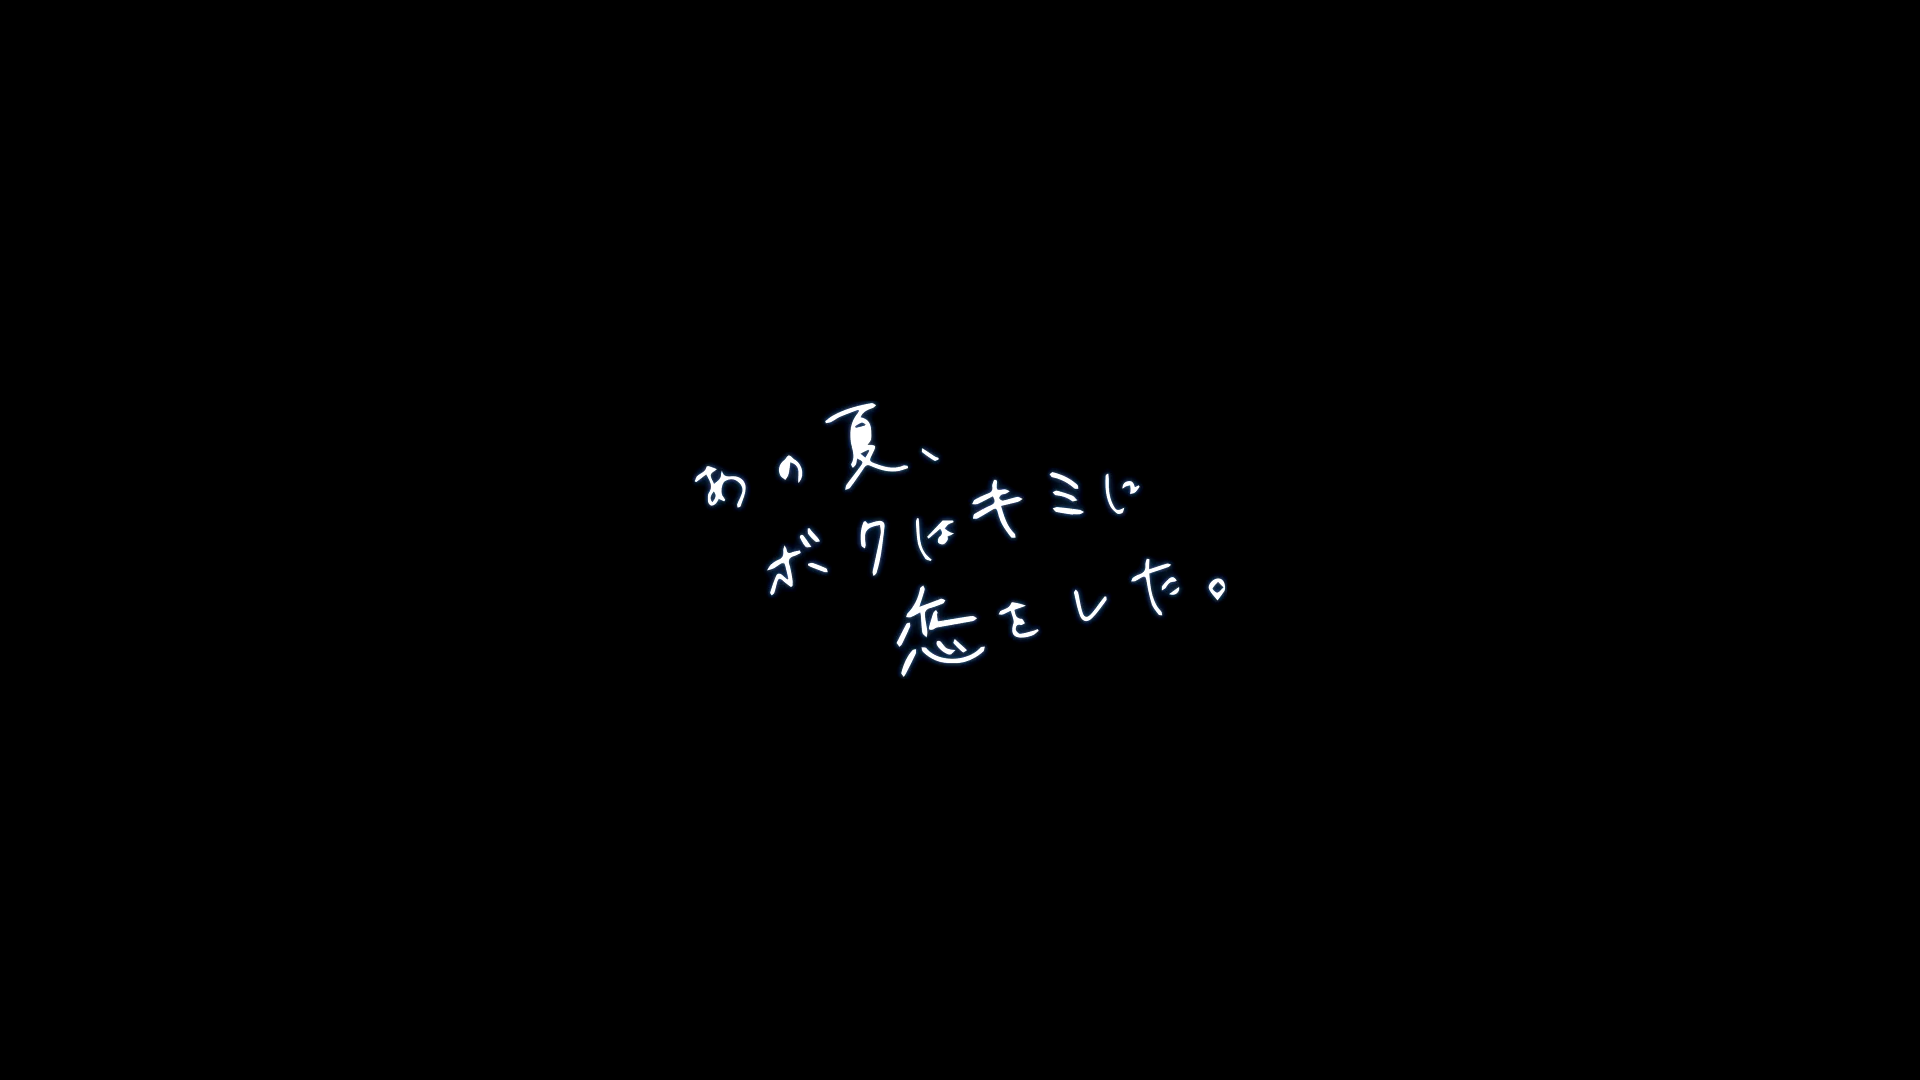 あの夏、
ボクはキミに
恋をした。